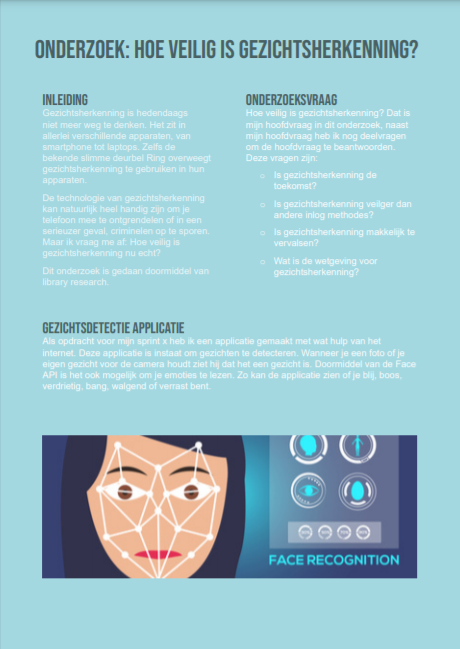 ONDERZOEK: HOE VEILIG IS GEZICHTSHERKENNING?
INLEIDING
Gezichtsherkenning is hedendaags
niet meer weg te denken. Het zit in
allerlei verschillende apparaten, van
smartphone tot laptops. Zelfs de
bekende slimme deurbel Ring overweegt
gezichtsherkenning te gebruiken in hun
apparaten.
De technologie van gezichtsherkenning
kan natuurlijk heel handig zijn om je
telefoon mee te ontgrendelen of in een
serieuzer geval, criminelen op te sporen.
Maar ik vraag me af: Hoe veilig is
gezichtsherkenning nu echt?
Dit onderzoek is gedaan doormiddel van
library research.
ONDERZOEKSVRAAG
Hoe veilig is gezichtsherkenning? Dat is
mijn hoofdvraag in dit onderzoek, naast
mijn hoofdvraag heb ik nog deelvragen
om de hoofdvraag te beantwoorden.
Deze vragen zijn:
○ Is gezichtsherkenning de
toekomst?
○ Is gezichtsherkenning veilger dan
andere inlog methodes?
○ Is gezichtsherkenning makkelijk te
vervalsen?
○ Wat is de wetgeving voor
gezichtsherkenning?
GEZICHTSDETECTIE APPLICATIE
Als opdracht voor mijn sprint x heb ik een applicatie gemaakt met wat hulp van het
internet. Deze applicatie is instaat om gezichten te detecteren. Wanneer je een foto of je
eigen gezicht voor de camera houdt ziet hij dat het een gezicht is. Doormiddel van de Face
API is het ook mogelijk om je emoties te lezen. Zo kan de applicatie zien of je blij, boos,
verdrietig, bang, walgend of verrast bent.
FACE RECOGNITION